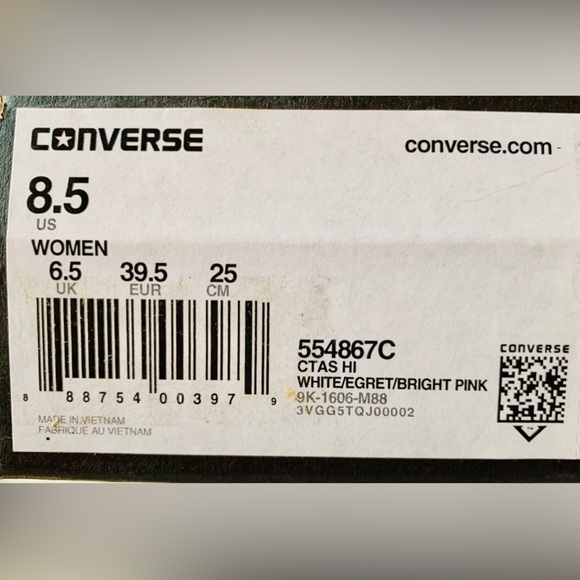 CONVERSE
converse.com
8.5
US
WOMEN
6.5 39.5 25
UK EUR CM
8 88754 00397 9
MADE IN VIETNAM
FABRIQUE AU VIETNAM
554867C
CTAS HI
WHITE/EGRET/BRIGHT PINK
9K-1606-M88
3VGG5TQJ00002
CONVERSE